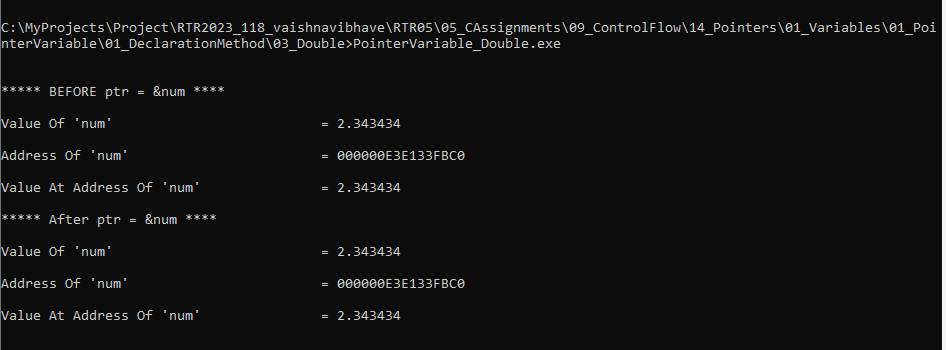 C:\MyProjects\Project\RTR2023_118_vaishnavibhave\RTR05\05_CAssignments\09_ControlFlow\14_Pointers\01_Variables\01_Poi
nterVariable\01_DeclarationMethod\03_Double>PointerVariable_Double.exe
***** BEFORE ptr = &num ****
Value Of 'num' = 2.343434
Address Of 'num' = 000000E3E133FBC0
Value At Address Of 'num' = 2.343434
***** After ptr = &num ****
Value Of 'num' = 2.343434
Address Of 'num' = 000000E3E133FBC0
Value At Address Of 'num' = 2.343434